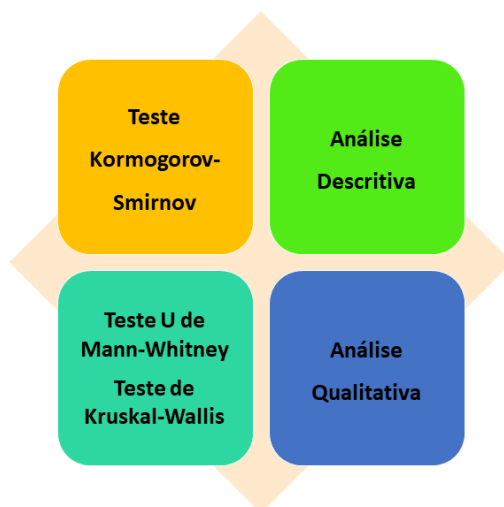 Teste
Kormogorov-
Smirnov
Análise
Descritiva
Teste U de
Mann-Whitney
Teste de
Kruskal-Wallis
Análise
Qualitativa